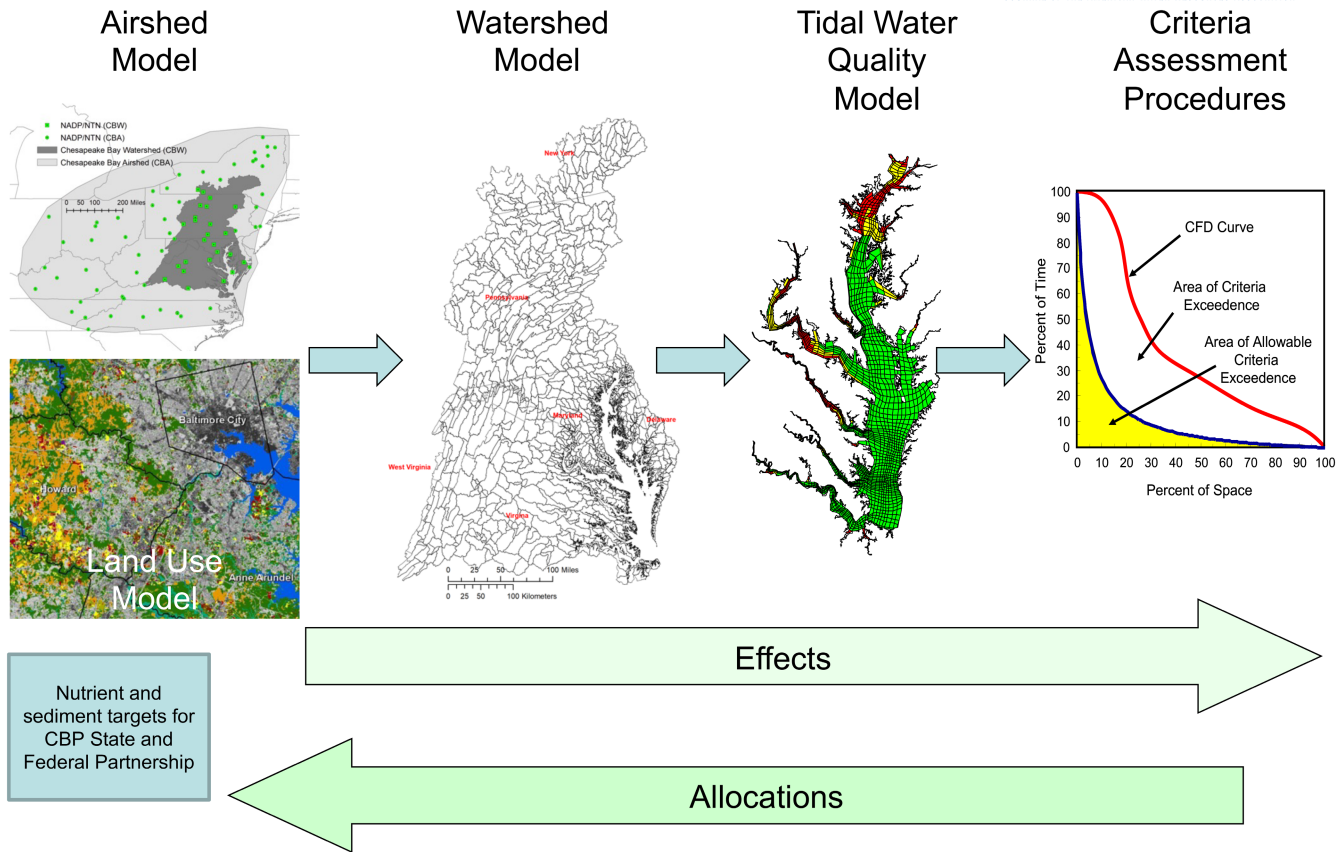 Airshed
Model
Watershed
Model
Tidal Water
Quality
Model
Criteria
Assessment
Procedures
NADP/NTN (CBW)
NADP/NTN (CBA)
Chesapeake Bay Watershed (CBW)
Chesapeake Bay Airshed (CBA)
0 50 100 200 Miles
Baltimore City
Howard
Anne Arundel
Land Use
Model
New York
Pennsylvania
Maryland
Delaware
West Virginia
Virgina
0 25 50 100 Miles
0 25 50 100 Kilometers
Percent of Time
100
90
80
70
60
50
40
30
20
10
0
CFD Curve
Area of Criteria
Exceedence
Area of Allowable
Criteria
Exceedence
0 10 20 30 40 50 60 70 80 90 100
Percent of Space
Effects
Nutrient and
sediment targets for
CBP State and
Federal Partnership
Allocations